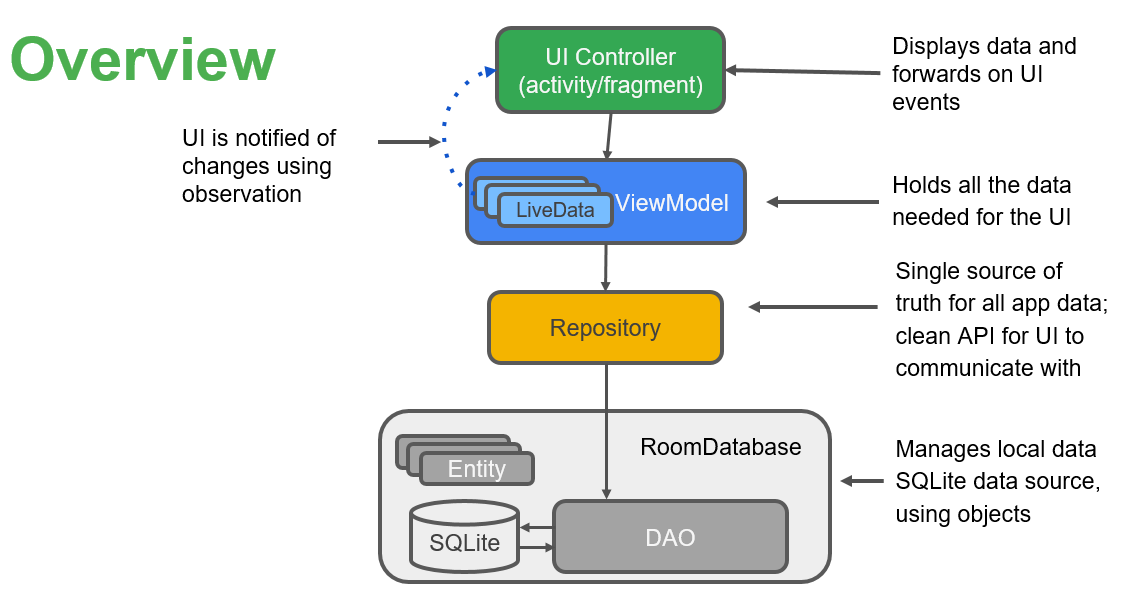 Overview
UI Controller
(activity/fragment)
Displays data and
forwards on UI
events
UI is notified of
changes using
observation
LiveData
ViewModel
Holds all the data
needed for the UI
Repository
Single source of
truth for all app data;
clean API for UI to
communicate with
RoomDatabase
Entity
SQLite
DAO
Manages local data
SQLite data source,
using objects